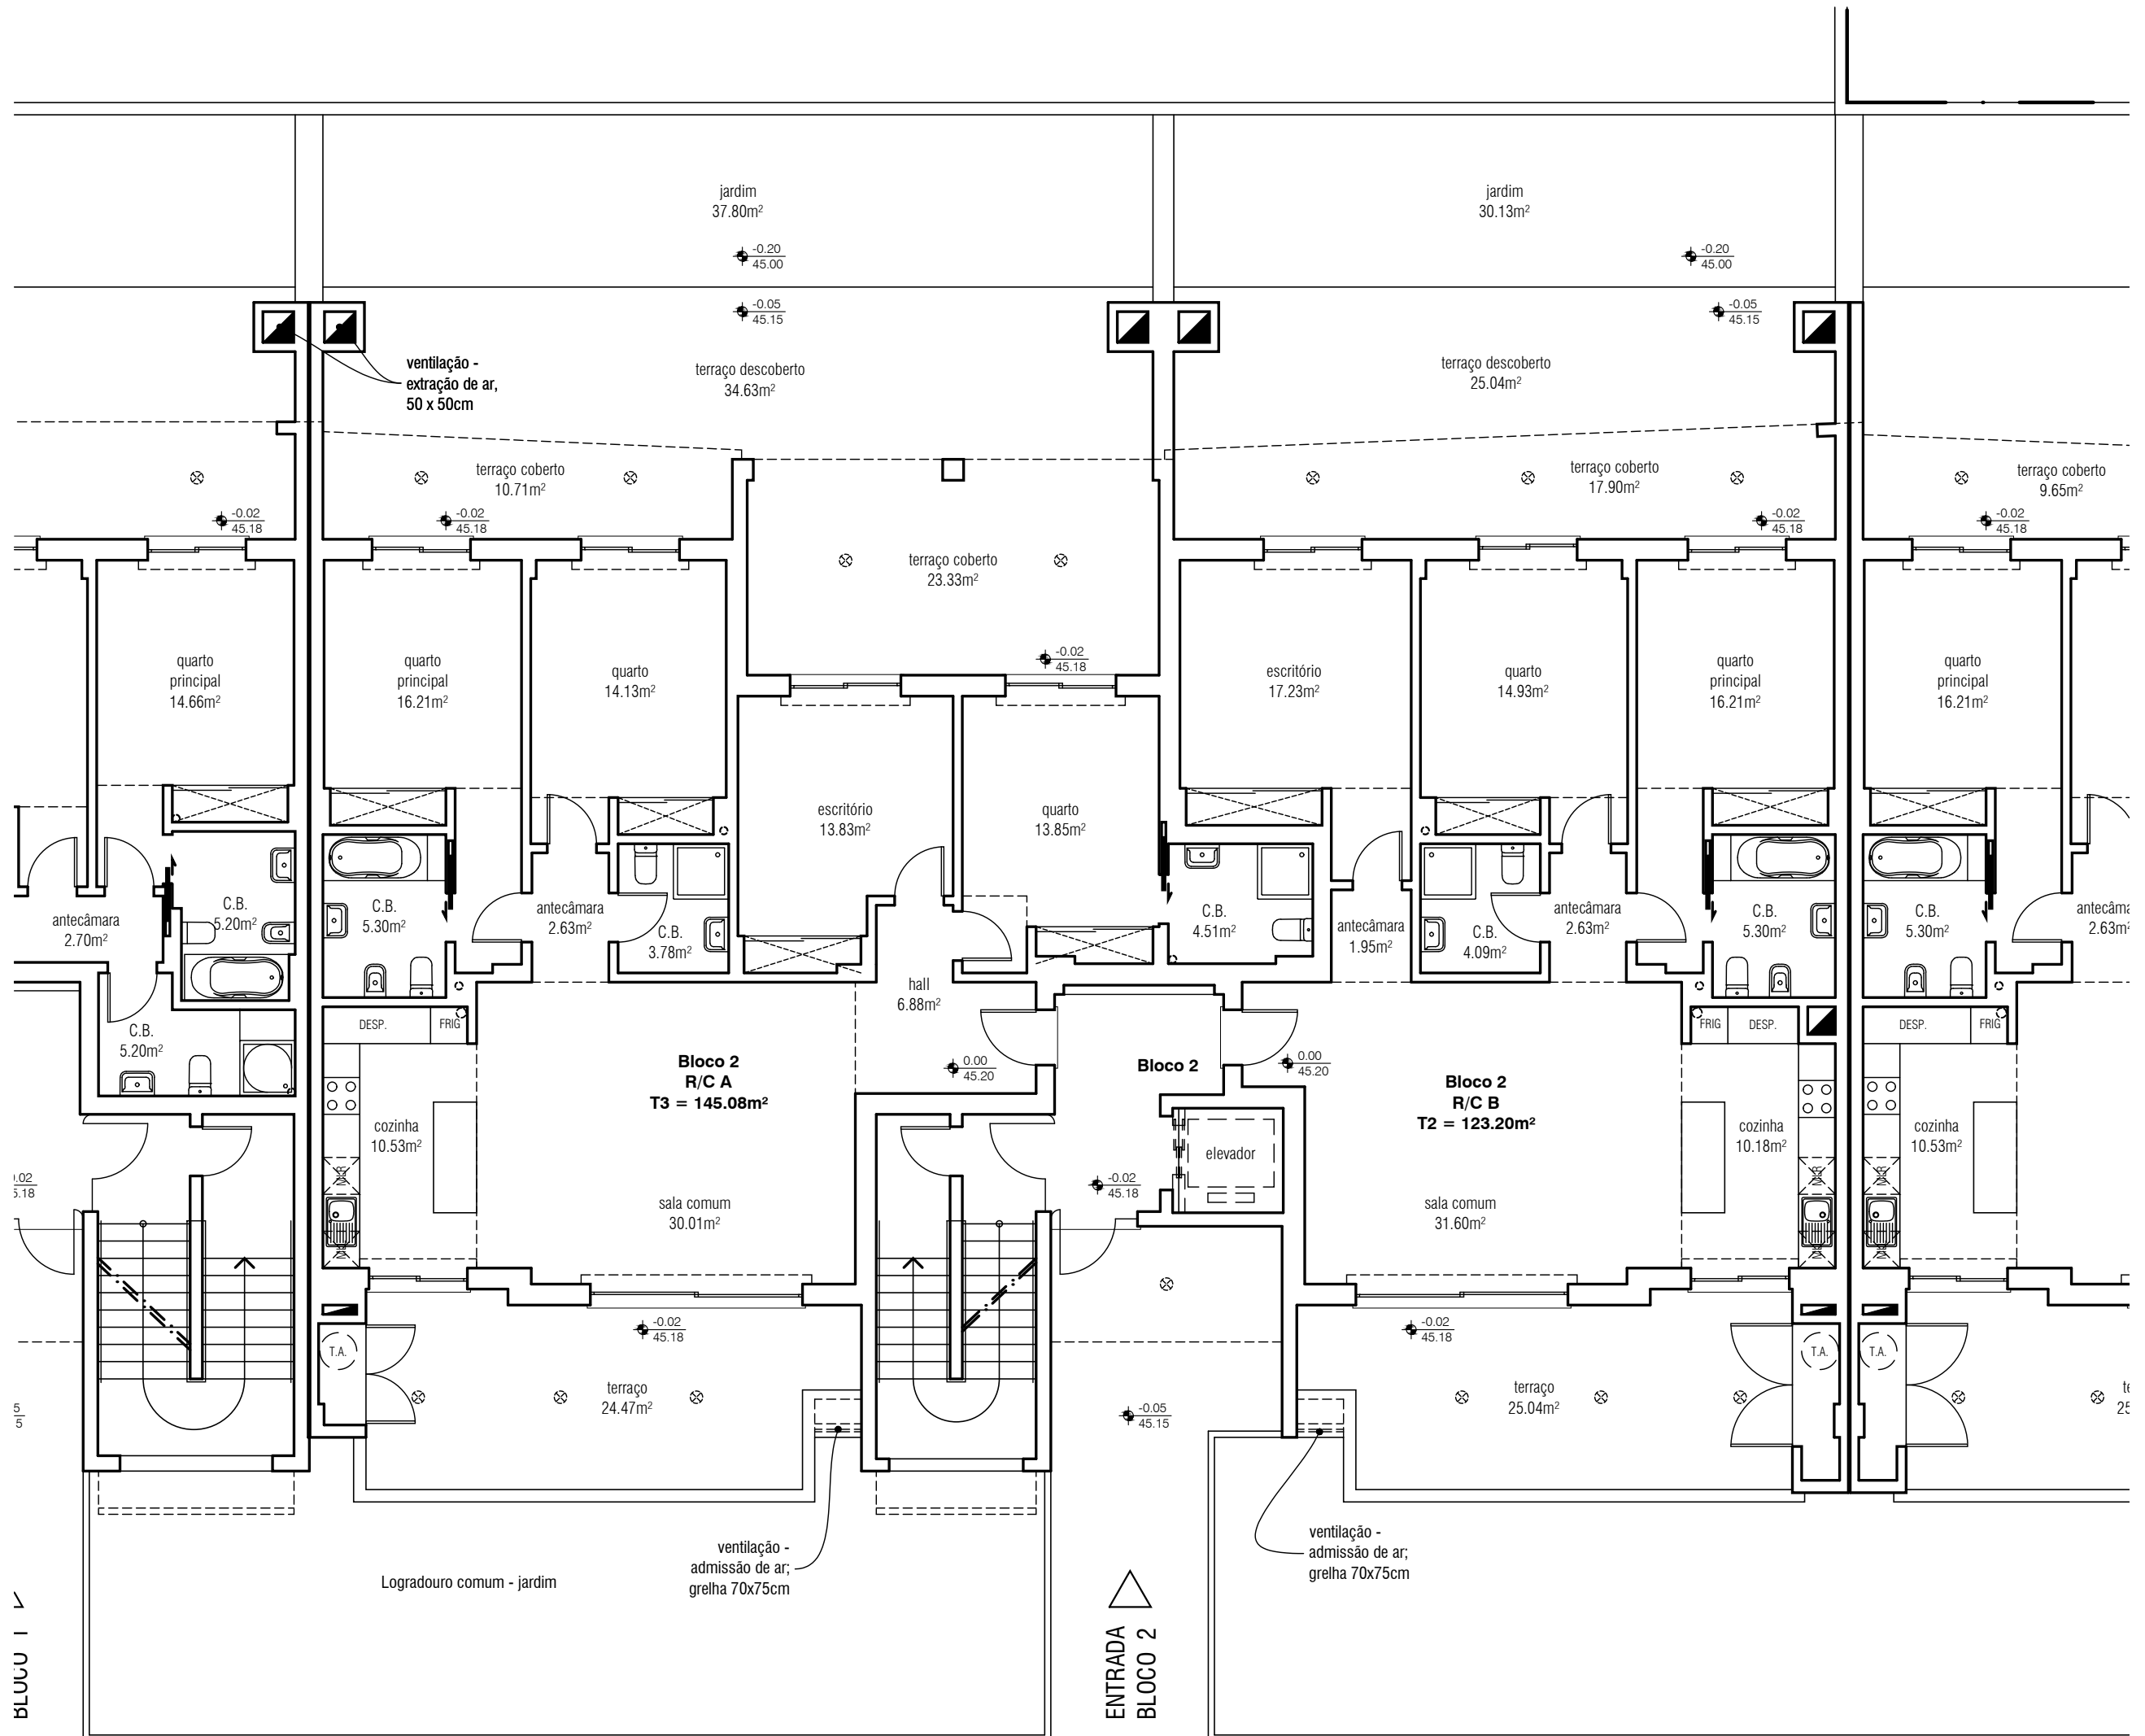 jardim
37.80m²
jardim
30.13m²
-0.20
45.00
-0.20
45.00
-0.05
45.15
-0.05
45.15
ventilação -
extração de ar,
50 x 50cm
terraço descoberto
34.63m²
terraço descoberto
25.04m²
terraço coberto
10.71m²
terraço coberto
17.90m²
terraço coberto
9.65m²
-0.02
45.18
-0.02
45.18
-0.02
45.18
-0.02
45.18
terraço coberto
23.33m²
-0.02
45.18
quarto
principal
14.66m²
quarto
principal
16.21m²
quarto
14.13m²
escritório
17.23m²
quarto
14.93m²
quarto
principal
16.21m²
quarto
principal
16.21m²
escritório
13.83m²
quarto
13.85m²
antecâmara
2.70m²
C.B.
5.20m²
C.B.
5.30m²
antecâmara
2.63m²
C.B.
3.78m²
C.B.
4.51m²
antecâmara
1.95m²
C.B.
4.09m²
antecâmara
2.63m²
C.B.
5.30m²
C.B.
5.30m²
2.63m
hall
6.88m²
C.B.
5.20m²
DESP.
FRIG
FRIG
DESP.
DESP.
FRIG
Bloco 2
R/C A
T3 = 145.08m²
0.00
45.20
Bloco 2
0.00
45.20
Bloco 2
R/C B
T2 = 123.20m²
cozinha
10.53m²
elevador
cozinha
10.18m²
cozinha
10.53m²
-0.02
45.18
sala comum
30.01m²
sala comum
31.60m²
-0.02
45.18
-0.02
45.18
T.A.
T.A.
T.A.
terraço
24.47m²
-0.05
45.15
terraço
25.04m²
ventilação -
admissão de ar;
grelha 70x75cm
ventilação -
admissão de ar;
grelha 70x75cm
Logradouro comum - jardim
ENTRADA
BLOCO 2